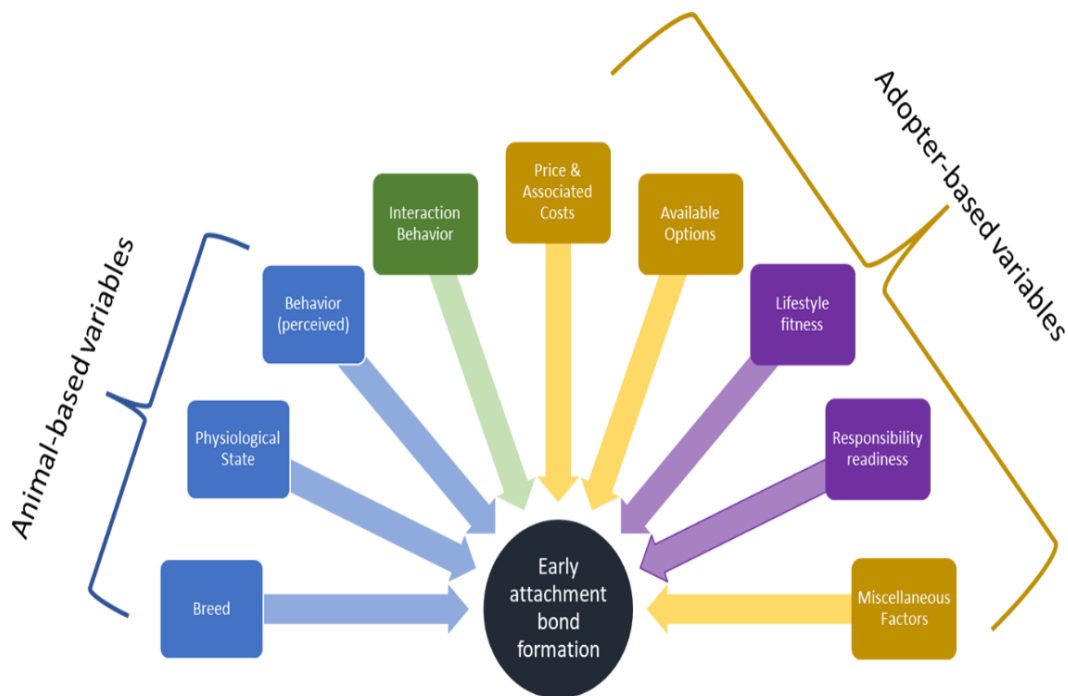 Animal-based variables
Breed
Physiological
State
Behavior
(perceived)
Interaction
Behavior
Price &
Associated
Costs
Available
Options
Lifestyle
fitness
Responsibility
readiness
Miscellaneous
Factors
Adopter-based variables
Early
attachment
bond
formation